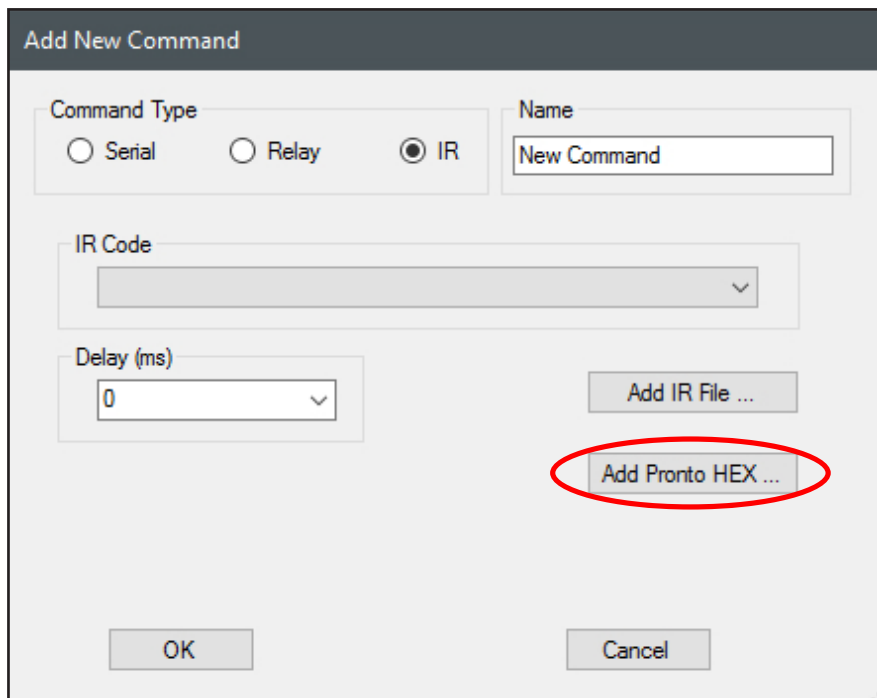 Add New Command
Command Type
Serial
Relay
IR
Name
New Command
IR Code
Delay (ms)
0
Add IR File ...
Add Pronto HEX ...
OK
Cancel